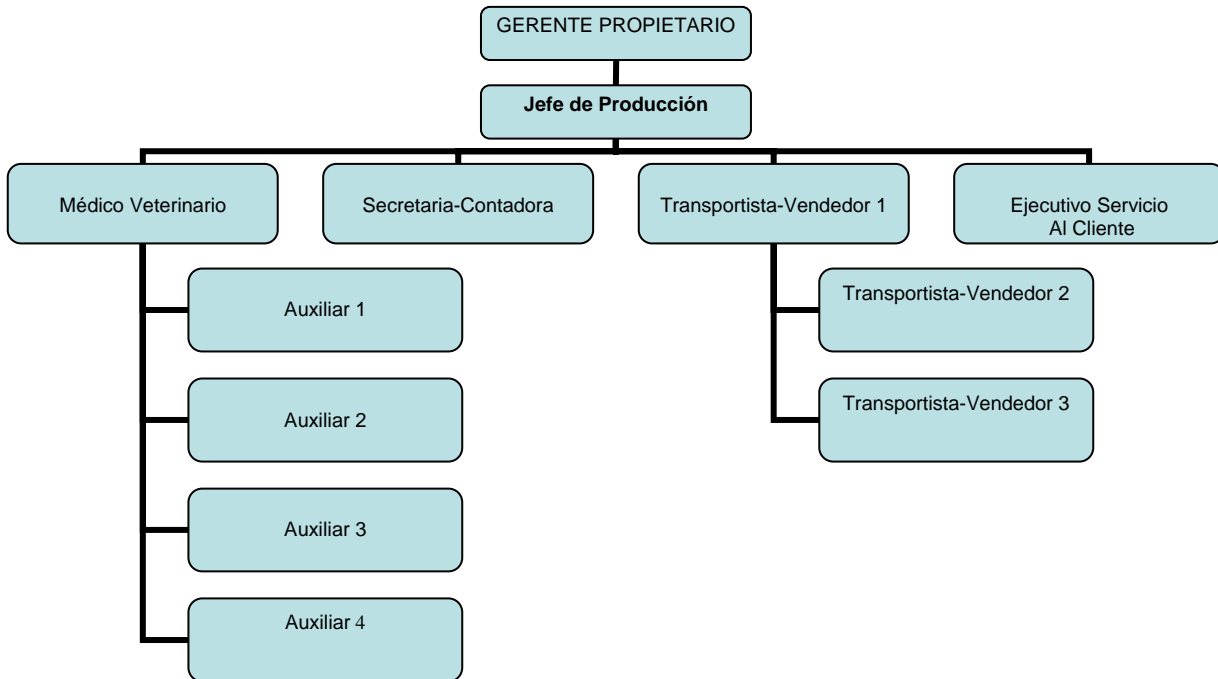 GERENTE PROPIETARIO
Jefe de Producción
Médico Veterinario
Secretaria-Contadora
Transportista-Vendedor 1
Ejecutivo Servicio
Al Cliente
Auxiliar 1
Auxiliar 2
Auxiliar 3
Auxiliar 4
Transportista-Vendedor 2
Transportista-Vendedor 3